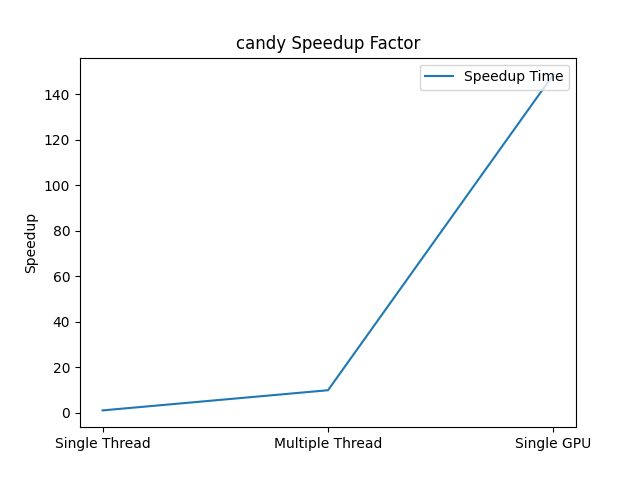 candy Speedup Factor
Speedup Time
Speedup
140
120
100
80
60
40
20
0
Single Thread
Multiple Thread
Single GPU